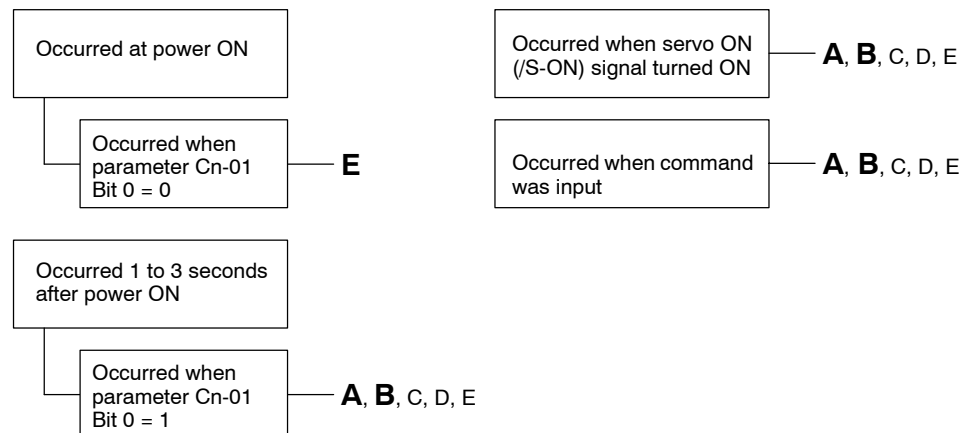 Occurred at power ON
Occurred when
parameter Cn-01
Bit 0 = 0
E
Occurred 1 to 3 seconds
after power ON
Occurred when
parameter Cn-01
Bit 0 = 1
A, B, C, D, E
Occurred when servo ON
(/S-ON) signal turned ON
A, B, C, D, E
Occurred when command
was input
A, B, C, D, E